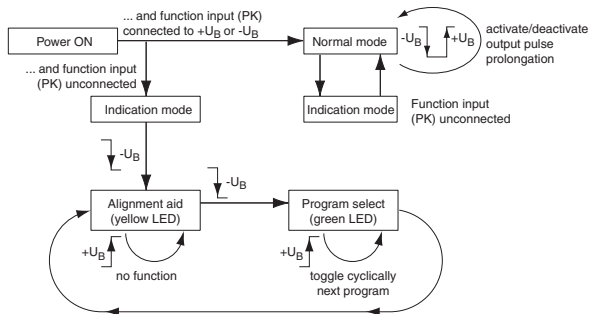 ... and function input (PK)
connected to +UB or -UB
Power ON
Normal mode
-UB
+UB
activate/deactivate
output pulse
prolongation
... and function input
(PK) unconnected
Indication mode
Indication mode
Function input
(PK) unconnected
-UB
-UB
Alignment aid
(yellow LED)
Program select
(green LED)
+UB
no function
+UB
toggle cyclically
next program